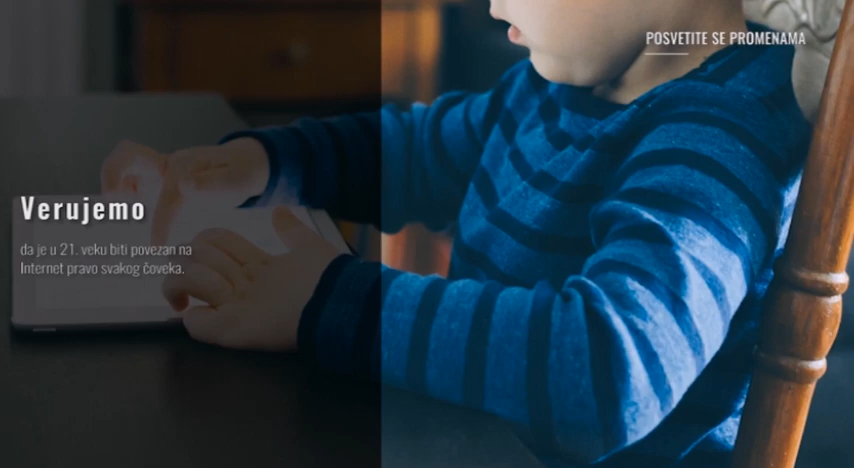 POSVETITE SE PROMENAMA
Verujemo
da je u 21. veku biti povezan na
Internet pravo svakog čoveka.